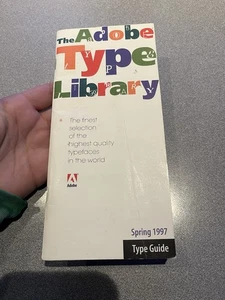 The Adobe
Type
Library
The finest
selection
of the
highest quality
typefaces
in the world
Adobe
Spring 1997
Type Guide